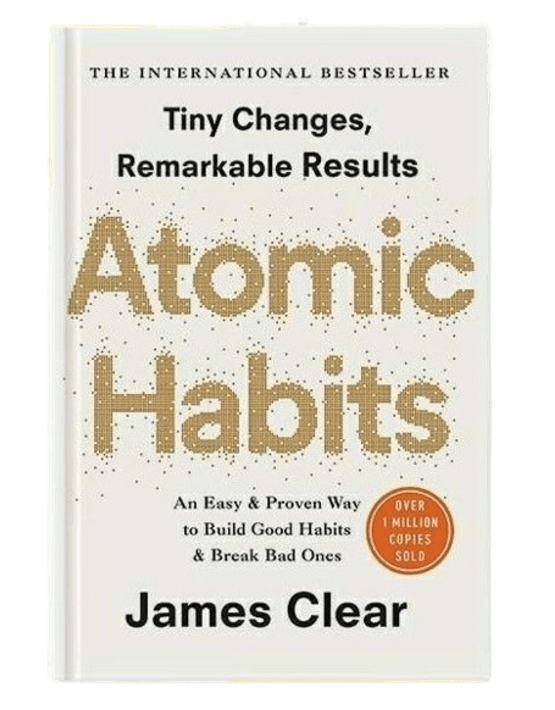 THE INTERNATIONAL BESTSELLER
Tiny Changes,
Remarkable Results
Atomic
Habits
An Easy & Proven Way
to Build Good Habits
& Break Bad Ones
OVER
1 MILLION
COPIES
SOLD
James Clear